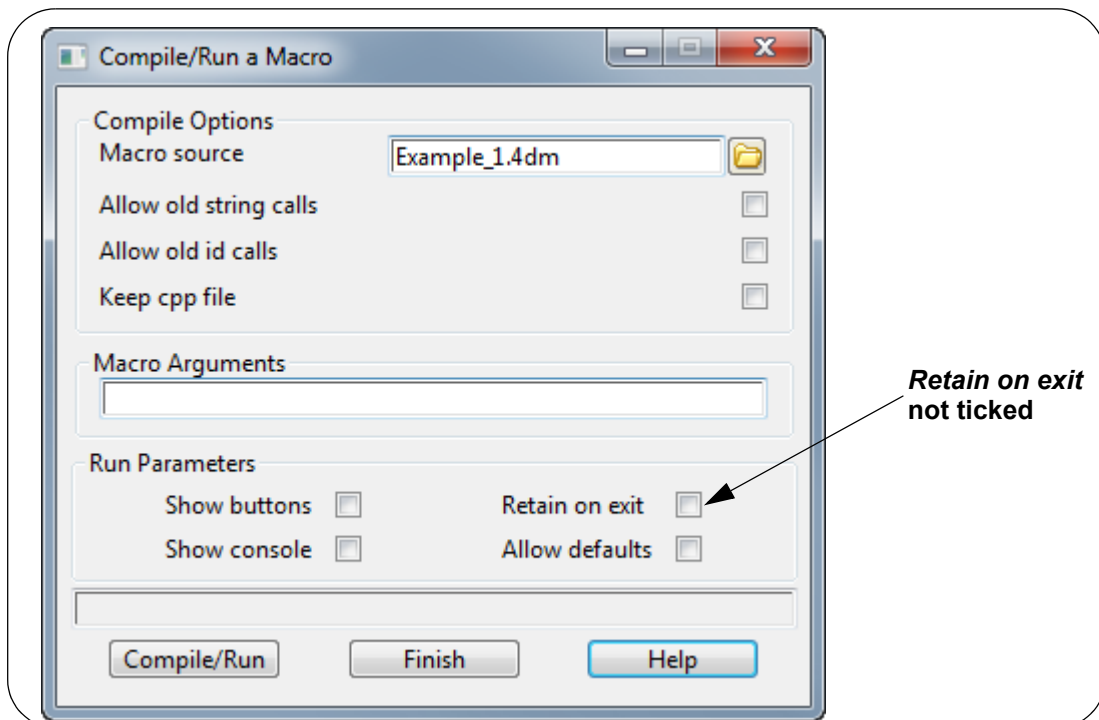 Compile/Run a Macro
Compile Options
Macro source
Example_1.4dm
Allow old string calls
Allow old id calls
Keep cpp file
Macro Arguments
Retain on exit
not ticked
Run Parameters
Show buttons
Retain on exit
Show console
Allow defaults
Compile/Run
Finish
Help